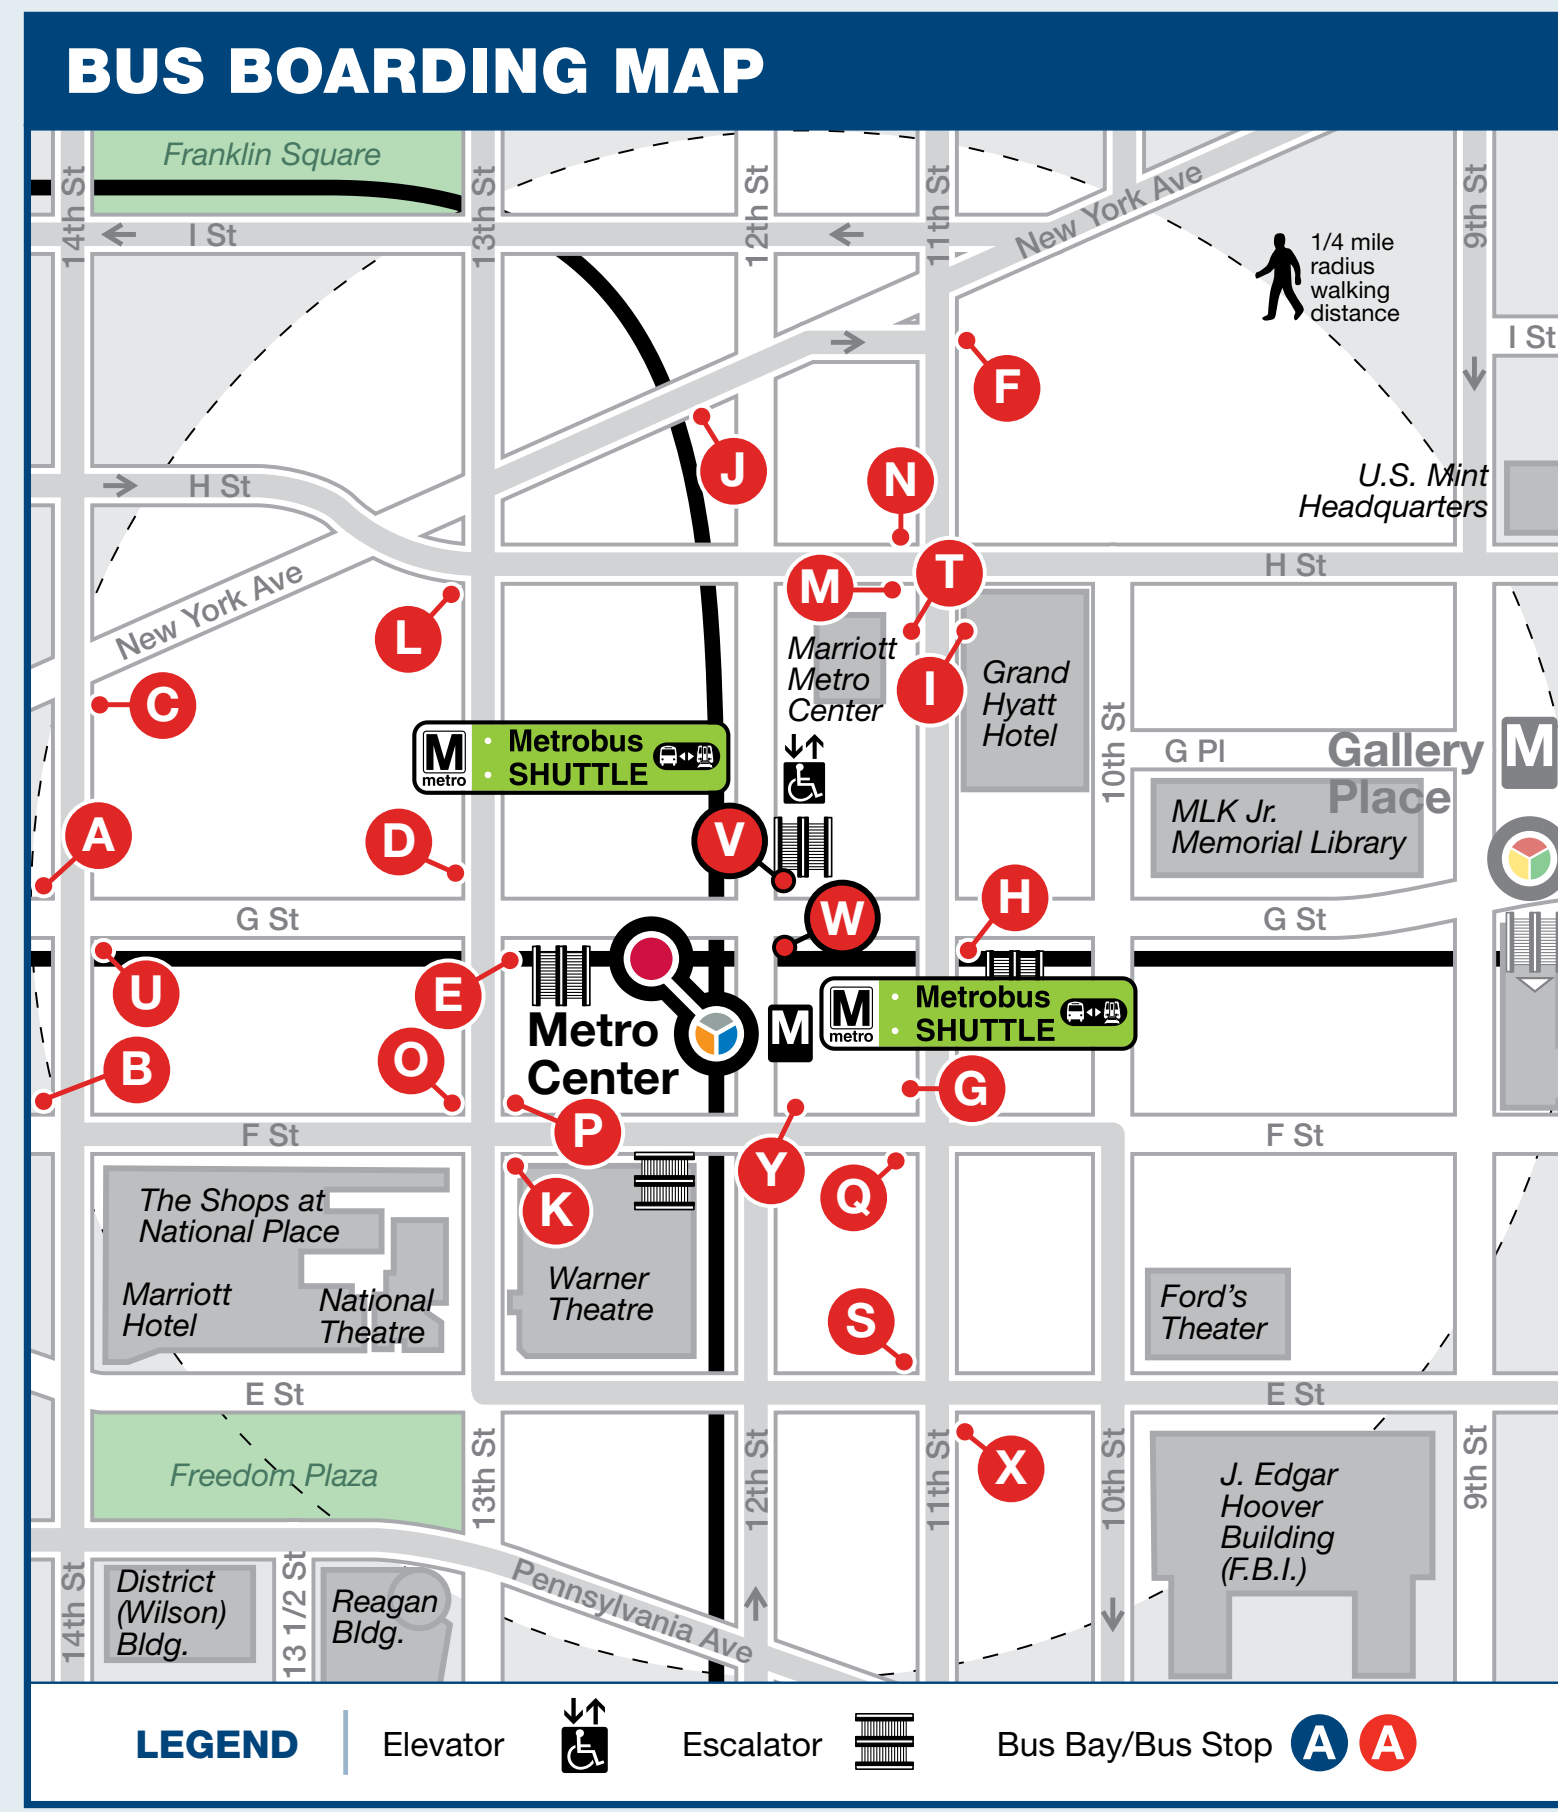 BUS BOARDING MAP
Franklin Square
14th St
13th St
12th St
11th St
New York Ave
9th St
I St
1/4 mile
radius
walking
distance
I St
F
J
N
U.S. Mint
Headquarters
H St
H St
T
M
New York Ave
L
I
Marriott
Metro
Center
Grand
Hyatt
Hotel
C
10th St
G Pl
Gallery
Place
M
M
metro
Metrobus
SHUTTLE
MLK Jr.
Memorial Library
A
D
V
H
W
G St
G St
U
E
Metro
Center
M
M
metro
Metrobus
SHUTTLE
B
O
G
P
F St
F St
Y
Q
K
The Shops at
National Place
Marriott
Hotel
National
Theatre
Warner
Theatre
S
Ford's
Theater
E St
E St
Freedom Plaza
13th St
12th St
11th St
X
10th St
9th St
J. Edgar
Hoover
Building
(F.B.I.)
14th St
District
(Wilson)
Bldg.
13 1/2 St
Reagan
Bldg.
Pennsylvania Ave
LEGEND
Elevator
Escalator
Bus Bay/Bus Stop A A